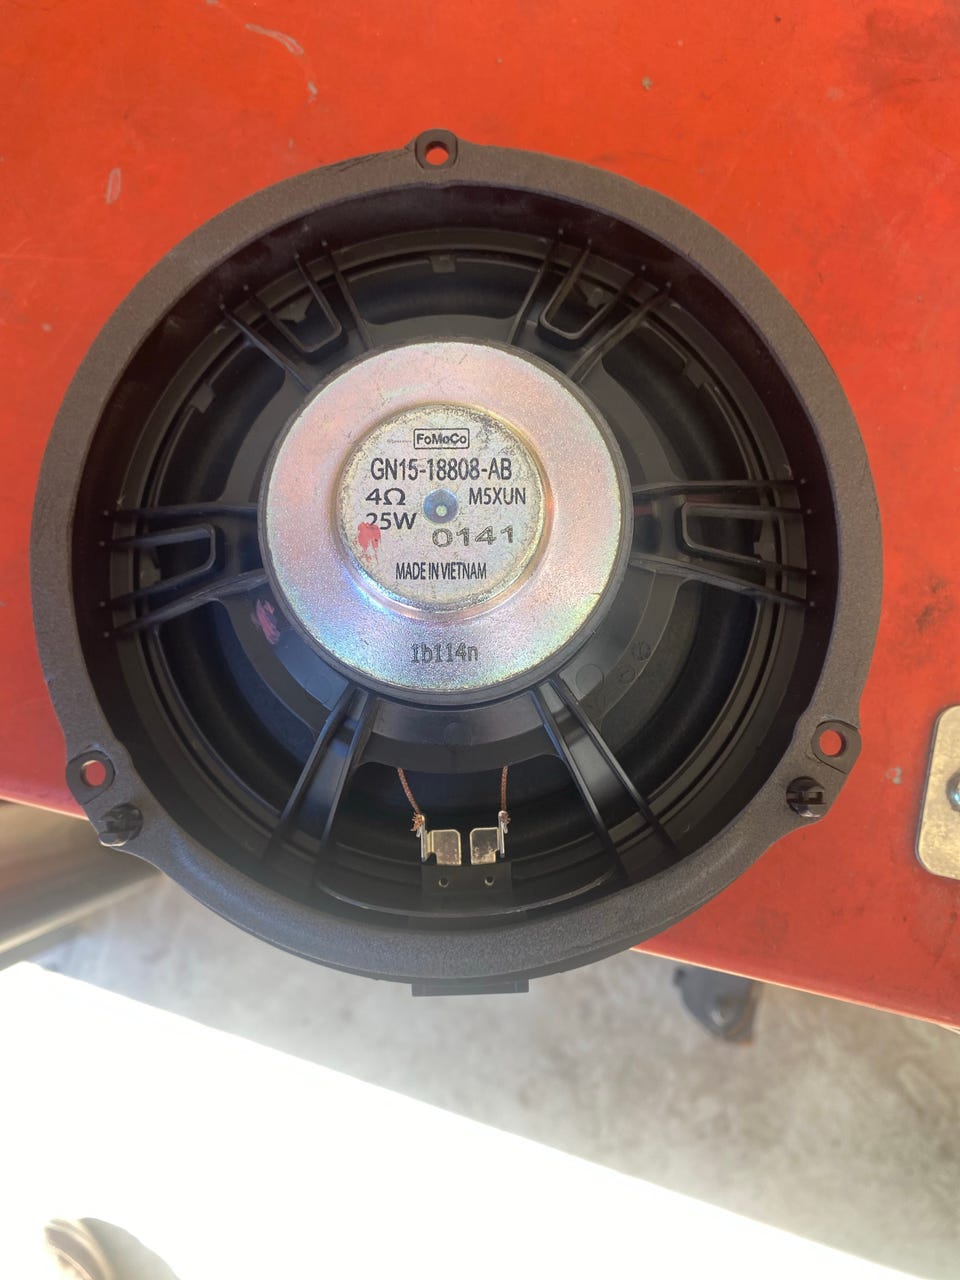 FoMoCo
GN15-18808-AB
4Ω M5XUN
25W 0141
MADE IN VIETNAM
1b114n